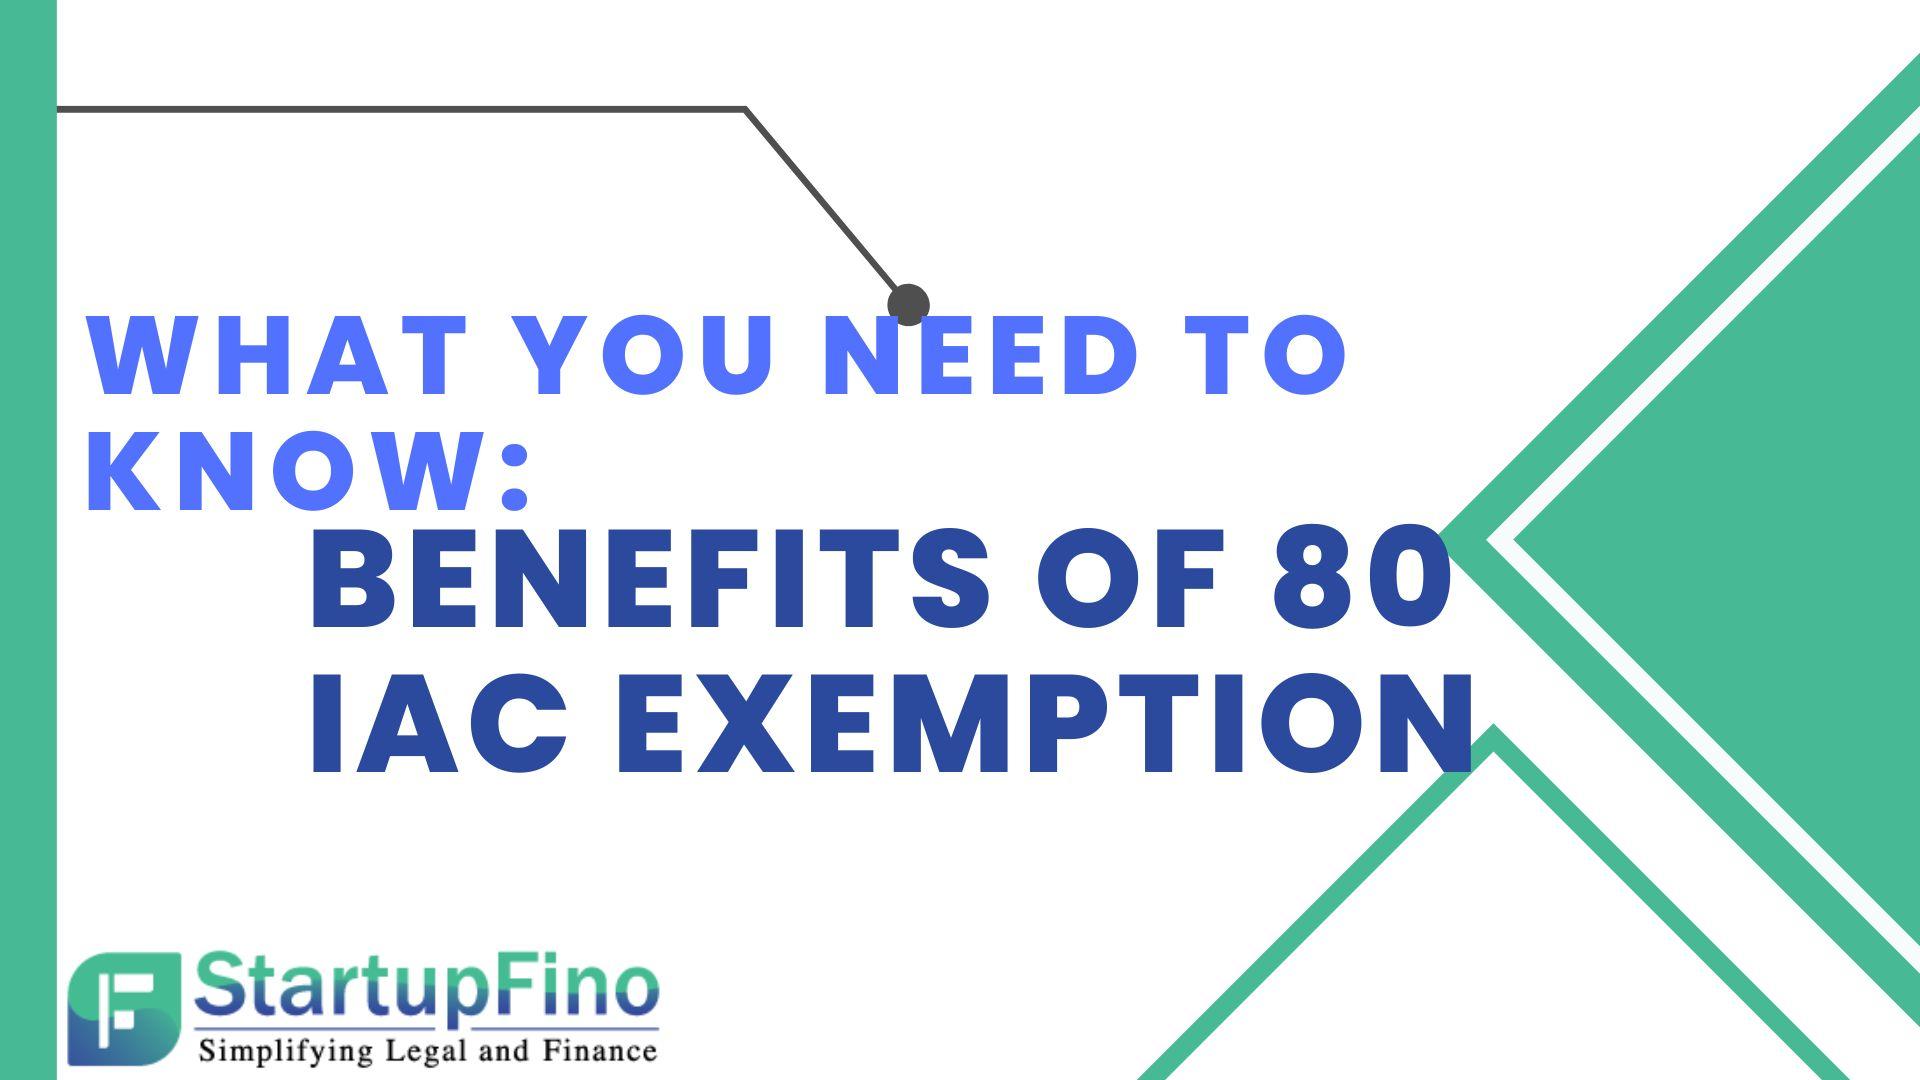 WHAT YOU NEED TO
KNOW:
BENEFITS OF 80
IAC EXEMPTION
StartupFino
Simplifying Legal and Finance